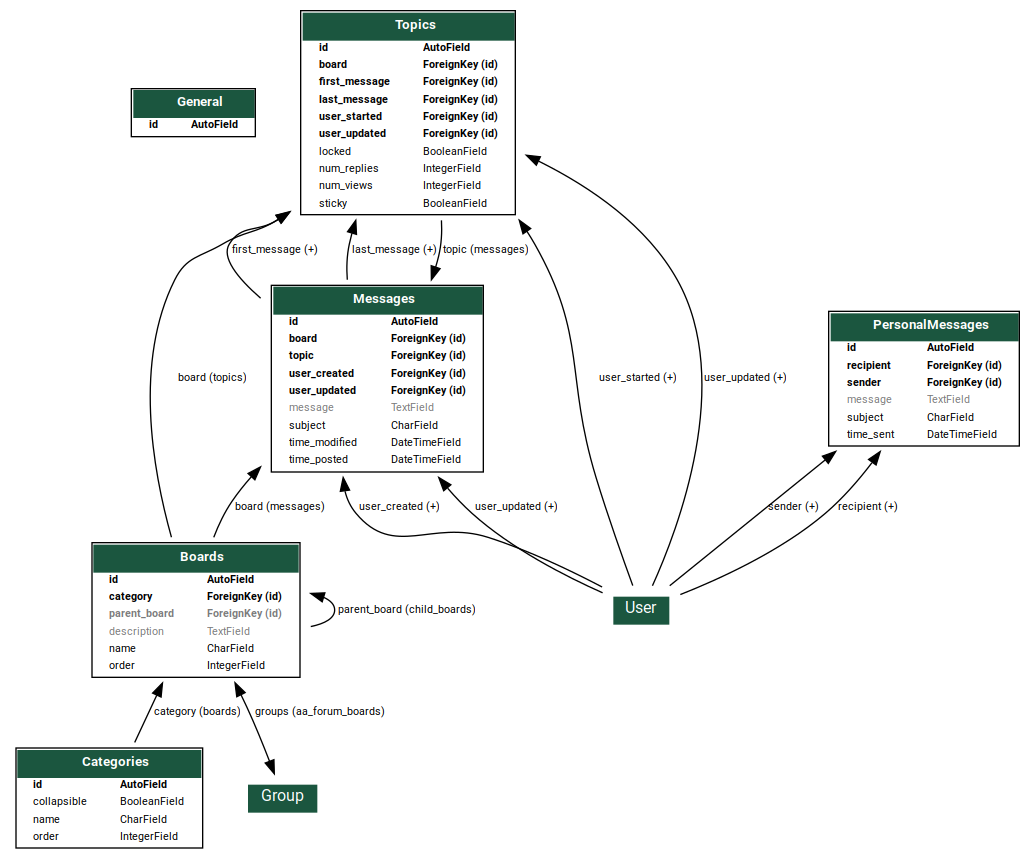 Topics
id AutoField
board ForeignKey (id)
first_message ForeignKey (id)
last_message ForeignKey (id)
user_started ForeignKey (id)
user_updated ForeignKey (id)
locked BooleanField
num_replies IntegerField
num_views IntegerField
sticky BooleanField
General
id AutoField
first_message (+)
last_message (+)
topic (messages)
Messages
id AutoField
board ForeignKey (id)
topic ForeignKey (id)
user_created ForeignKey (id)
user_updated ForeignKey (id)
message TextField
subject CharField
time_modified DateTimeField
time_posted DateTimeField
PersonalMessages
id AutoField
recipient ForeignKey (id)
sender ForeignKey (id)
message TextField
subject CharField
time_sent DateTimeField
board (topics)
user_started (+)
user_updated (+)
board (messages)
user_created (+)
user_updated (+)
sender (+)
recipient (+)
Boards
id AutoField
category ForeignKey (id)
parent_board ForeignKey (id)
description TextField
name CharField
order IntegerField
parent_board (child_boards)
User
category (boards)
groups (aa_forum_boards)
Categories
id AutoField
collapsible BooleanField
name CharField
order IntegerField
Group